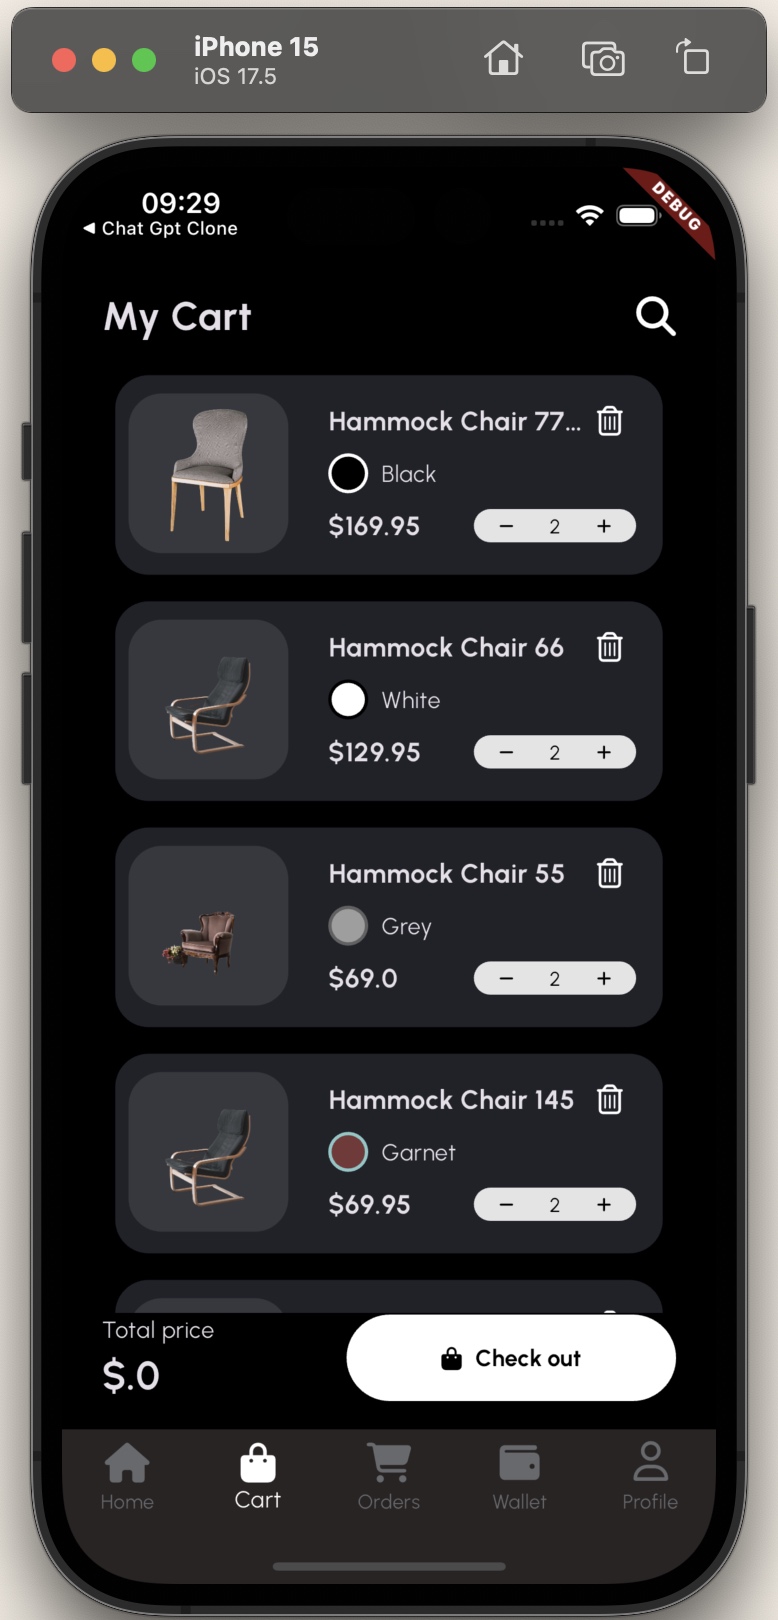 iPhone 15
iOS 17.5
09:29
◀ Chat Gpt Clone
DEBUG
My Cart
Hammock Chair 77...
Black
$169.95
− 2 +
Hammock Chair 66
White
$129.95
− 2 +
Hammock Chair 55
Grey
$69.0
− 2 +
Hammock Chair 145
Garnet
$69.95
− 2 +
Total price
$.0
Check out
Home
Cart
Orders
Wallet
Profile